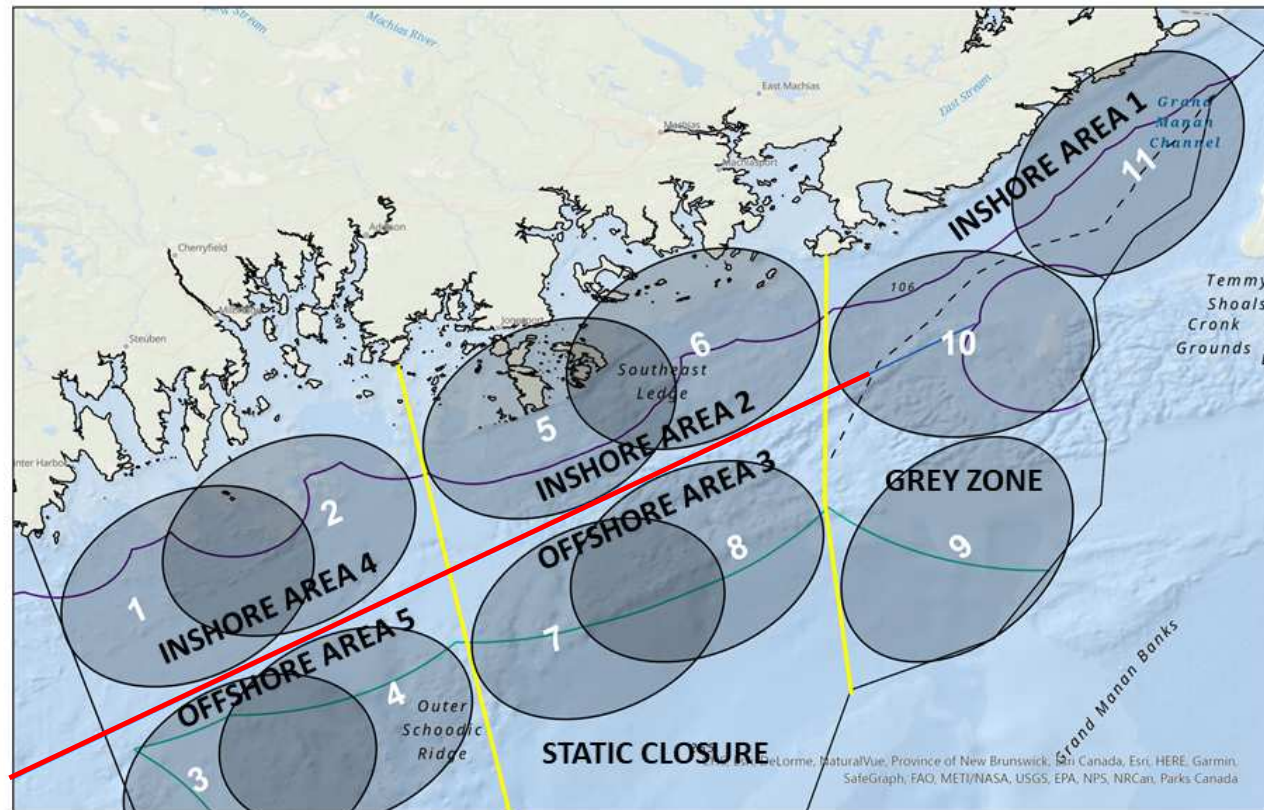 Machias River
Stream
East Machias
Machias
Machiasport
East Stream
Grand
Manan
Channel
INSHORE AREA 1
11
Addison
Cherryfield
Steuben
Jonesport
106
Temmy
Shoals
Cronk
Grounds
10
6
Southeast
Ledge
5
INSHORE AREA 2
OFFSHORE AREA 3
GREY ZONE
9
8
7
2
1
INSHORE AREA 4
OFFSHORE AREA 5
4
3
Outer
Schoodic
Ridge
Grand Manan Banks
STATIC CLOSURE
DeLorme, NaturalVue, Province of New Brunswick, Esri Canada, Esri, HERE, Garmin,
SafeGraph, FAO, METI/NASA, USGS, EPA, NPS, NRCan, Parks Canada